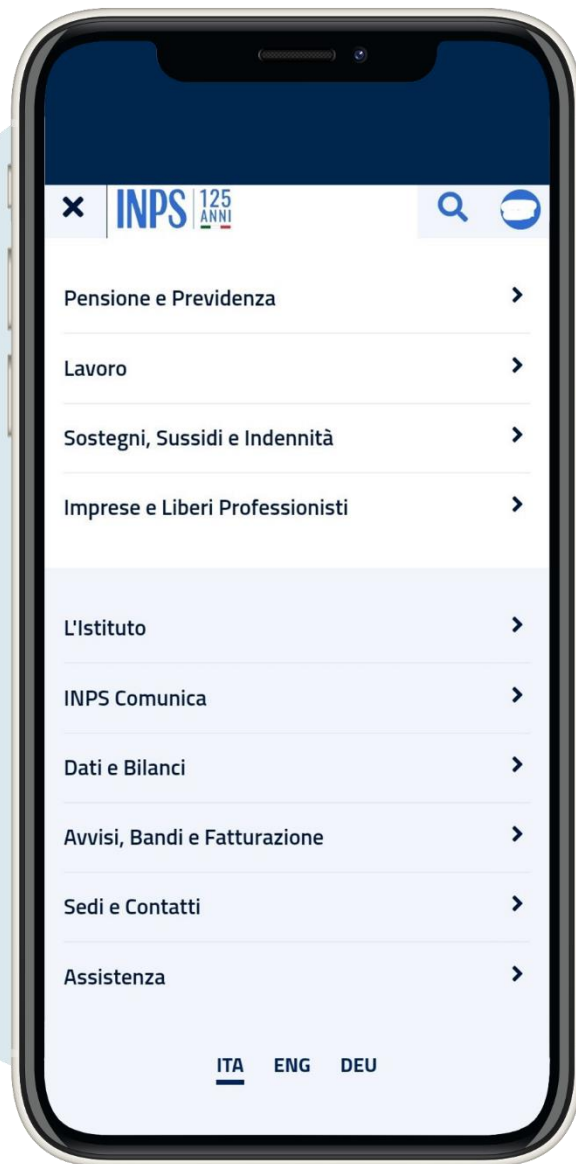 INPS 125 ANNI
Pensione e Previdenza
Lavoro
Sostegni, Sussidi e Indennità
Imprese e Liberi Professionisti
L'Istituto
INPS Comunica
Dati e Bilanci
Avvisi, Bandi e Fatturazione
Sedi e Contatti
Assistenza
ITA ENG DEU